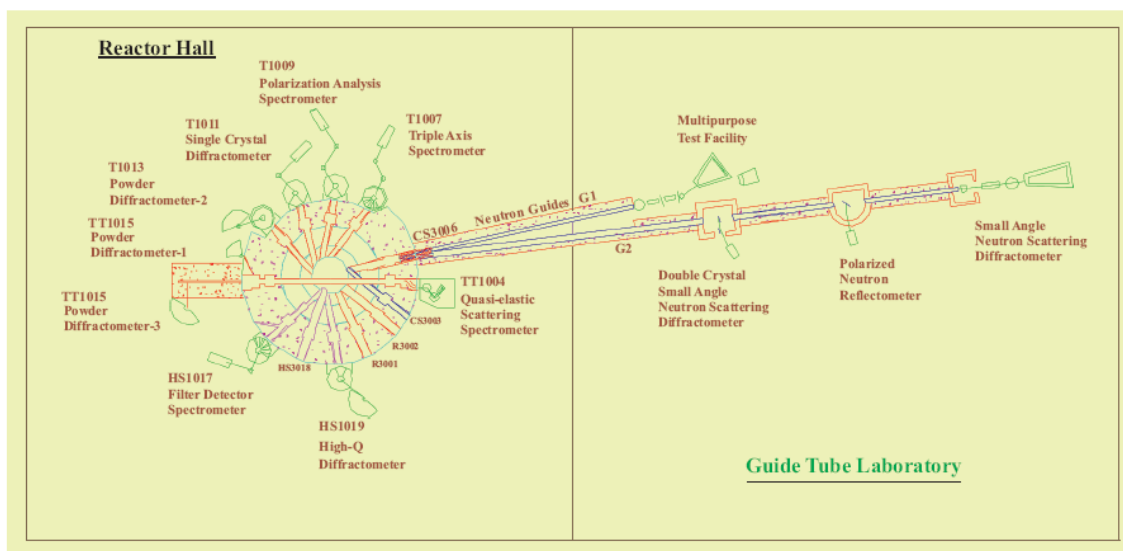 Reactor Hall
T1009
Polarization Analysis
Spectrometer
T1007
Triple Axis
Spectrometer
T1011
Single Crystal
Diffractometer
T1013
Powder
Diffractometer-2
TT1015
Powder
Diffractometer-1
TT1015
Powder
Diffractometer-3
HS1017
Filter Detector
Spectrometer
HS1019
High-Q
Diffractometer
HS3018
R3001
R3002
CS3003
TT1004
Quasi-elastic
Scattering
Spectrometer
CS3006
Neutron Guides G1
G2
Multipurpose
Test Facility
Double Crystal
Small Angle
Neutron Scattering
Diffractometer
Polarized
Neutron
Reflectometer
Small Angle
Neutron Scattering
Diffractometer
Guide Tube Laboratory